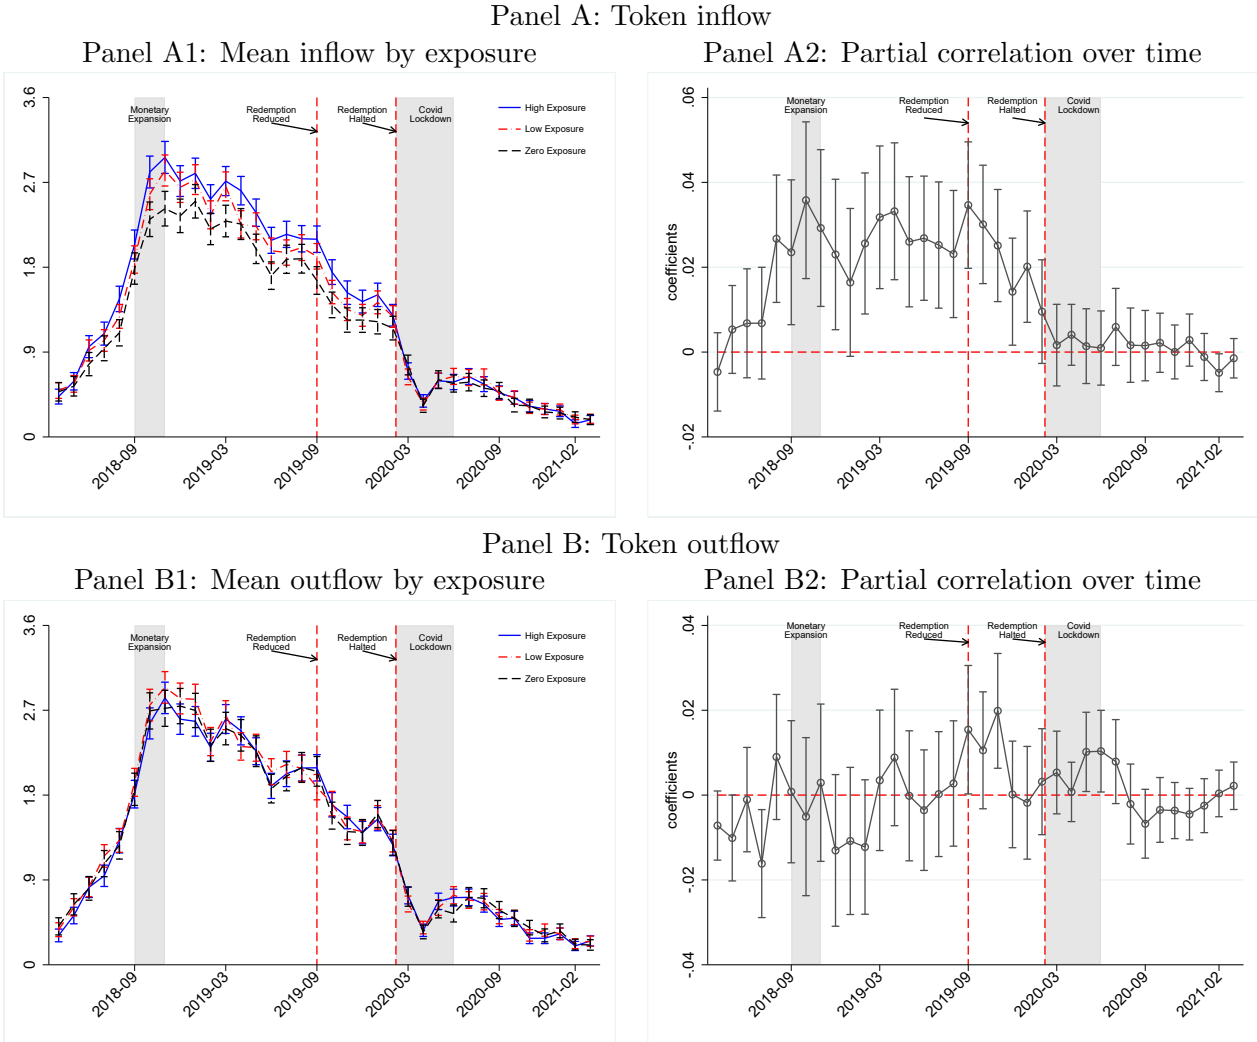 Panel A: Token inflow
Panel A1: Mean inflow by exposure
Panel A2: Partial correlation over time
3.6
2.7
1.8
.9
0
Monetary
Expansion
Redemption
Reduced
Redemption
Halted
Covid
Lockdown
High Exposure
Low Exposure
Zero Exposure
2018-09
2019-03
2019-09
2020-03
2020-09
2021-02
.06
.04
.02
0
-.02
coefficients
Monetary
Expansion
Redemption
Reduced
Redemption
Halted
Covid
Lockdown
2018-09
2019-03
2019-09
2020-03
2020-09
2021-02
Panel B: Token outflow
Panel B1: Mean outflow by exposure
Panel B2: Partial correlation over time
3.6
2.7
1.8
.9
0
Monetary
Expansion
Redemption
Reduced
Redemption
Halted
Covid
Lockdown
High Exposure
Low Exposure
Zero Exposure
2018-09
2019-03
2019-09
2020-03
2020-09
2021-02
.04
.02
0
-.02
-.04
coefficients
Monetary
Expansion
Redemption
Reduced
Redemption
Halted
Covid
Lockdown
2018-09
2019-03
2019-09
2020-03
2020-09
2021-02